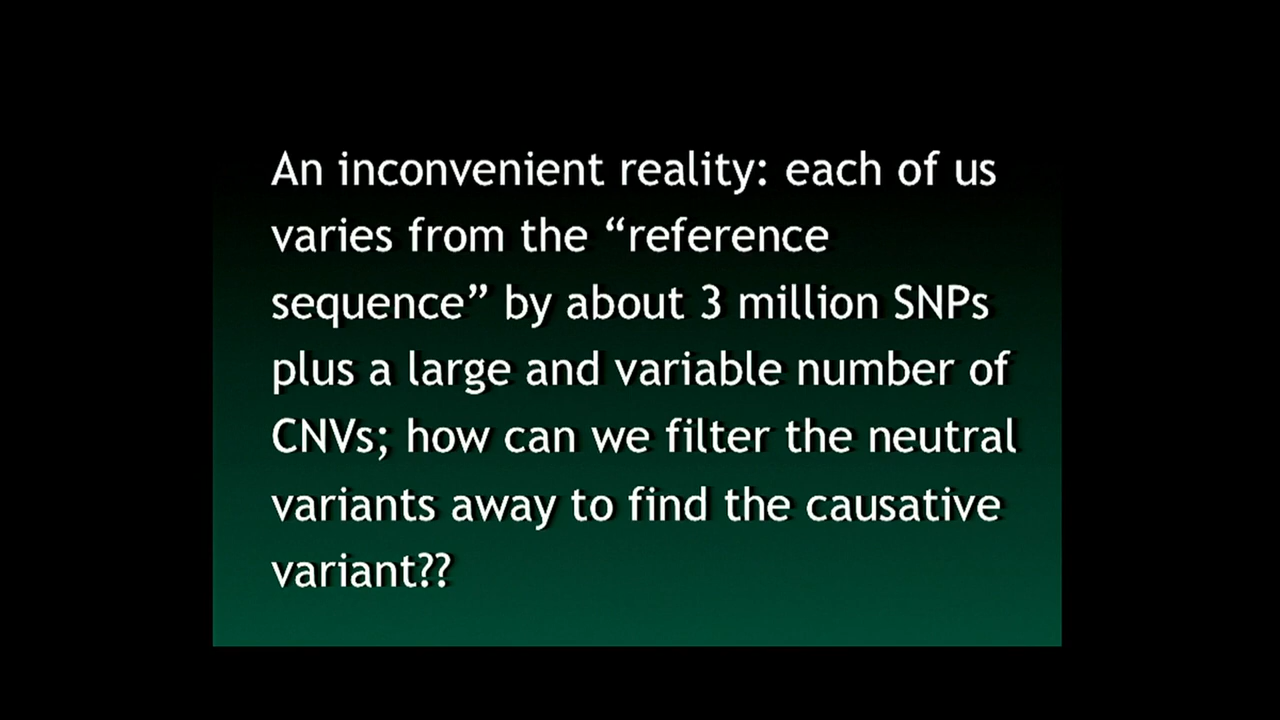 An inconvenient reality: each of us
varies from the “reference
sequence” by about 3 million SNPs
plus a large and variable number of
CNVs; how can we filter the neutral
variants away to find the causative
variant??